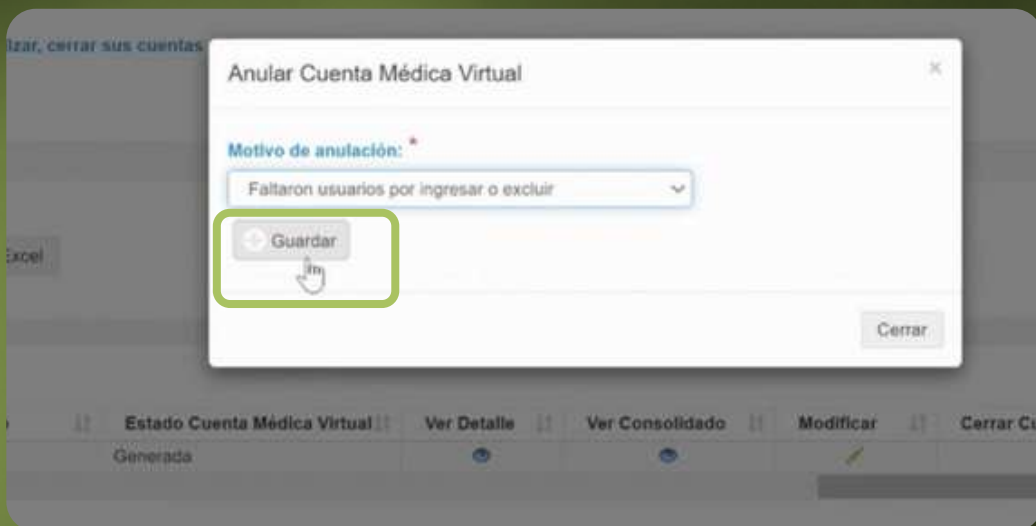 lzar, cerrar sus cuentas
Anular Cuenta Médica Virtual
×
Motivo de anulación: *
Faltaron usuarios por ingresar o excluir
Guardar
Excel
Cerrar
Estado Cuenta Médica Virtual Ver Detalle Ver Consolidado Modificar Cerrar Cu
Generada